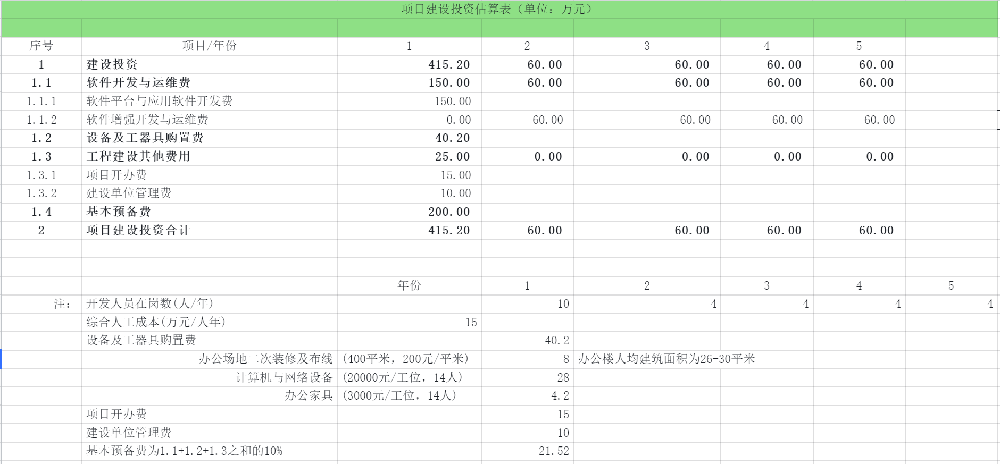 项目建设投资估算表（单位：万元）
序号 项目/年份 1 2 3 4 5
1 建设投资 415.20 60.00 60.00 60.00 60.00
1.1 软件开发与运维费 150.00 60.00 60.00 60.00 60.00
1.1.1 软件平台与应用软件开发费 150.00
1.1.2 软件增强开发与运维费 0.00 60.00 60.00 60.00 60.00
1.2 设备及工器具购置费 40.20
1.3 工程建设其他费用 25.00 0.00 0.00 0.00 0.00
1.3.1 项目开办费 15.00
1.3.2 建设单位管理费 10.00
1.4 基本预备费 200.00
2 项目建设投资合计 415.20 60.00 60.00 60.00 60.00
年份 1 2 3 4 5
注： 开发人员在岗数(人/年) 10 4 4 4 4
综合人工成本(万元/人年) 15
设备及工器具购置费 40.2
办公场地二次装修及布线 (400平米，200元/平米) 8 办公楼人均建筑面积为26-30平米
计算机与网络设备 (20000元/工位，14人) 28
办公家具 (3000元/工位，14人) 4.2
项目开办费 15
建设单位管理费 10
基本预备费为1.1+1.2+1.3之和的10% 21.52